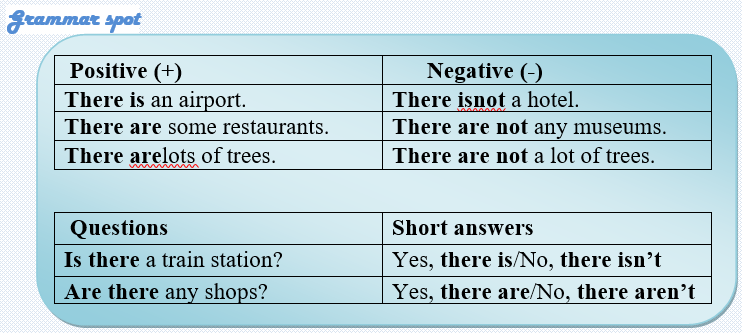 Grammar spot
Positive (+) Negative (-)
There is an airport. There isnot a hotel.
There are some restaurants. There are not any museums.
There arelots of trees. There are not a lot of trees.
Questions Short answers
Is there a train station? Yes, there is/No, there isn’t
Are there any shops? Yes, there are/No, there aren’t